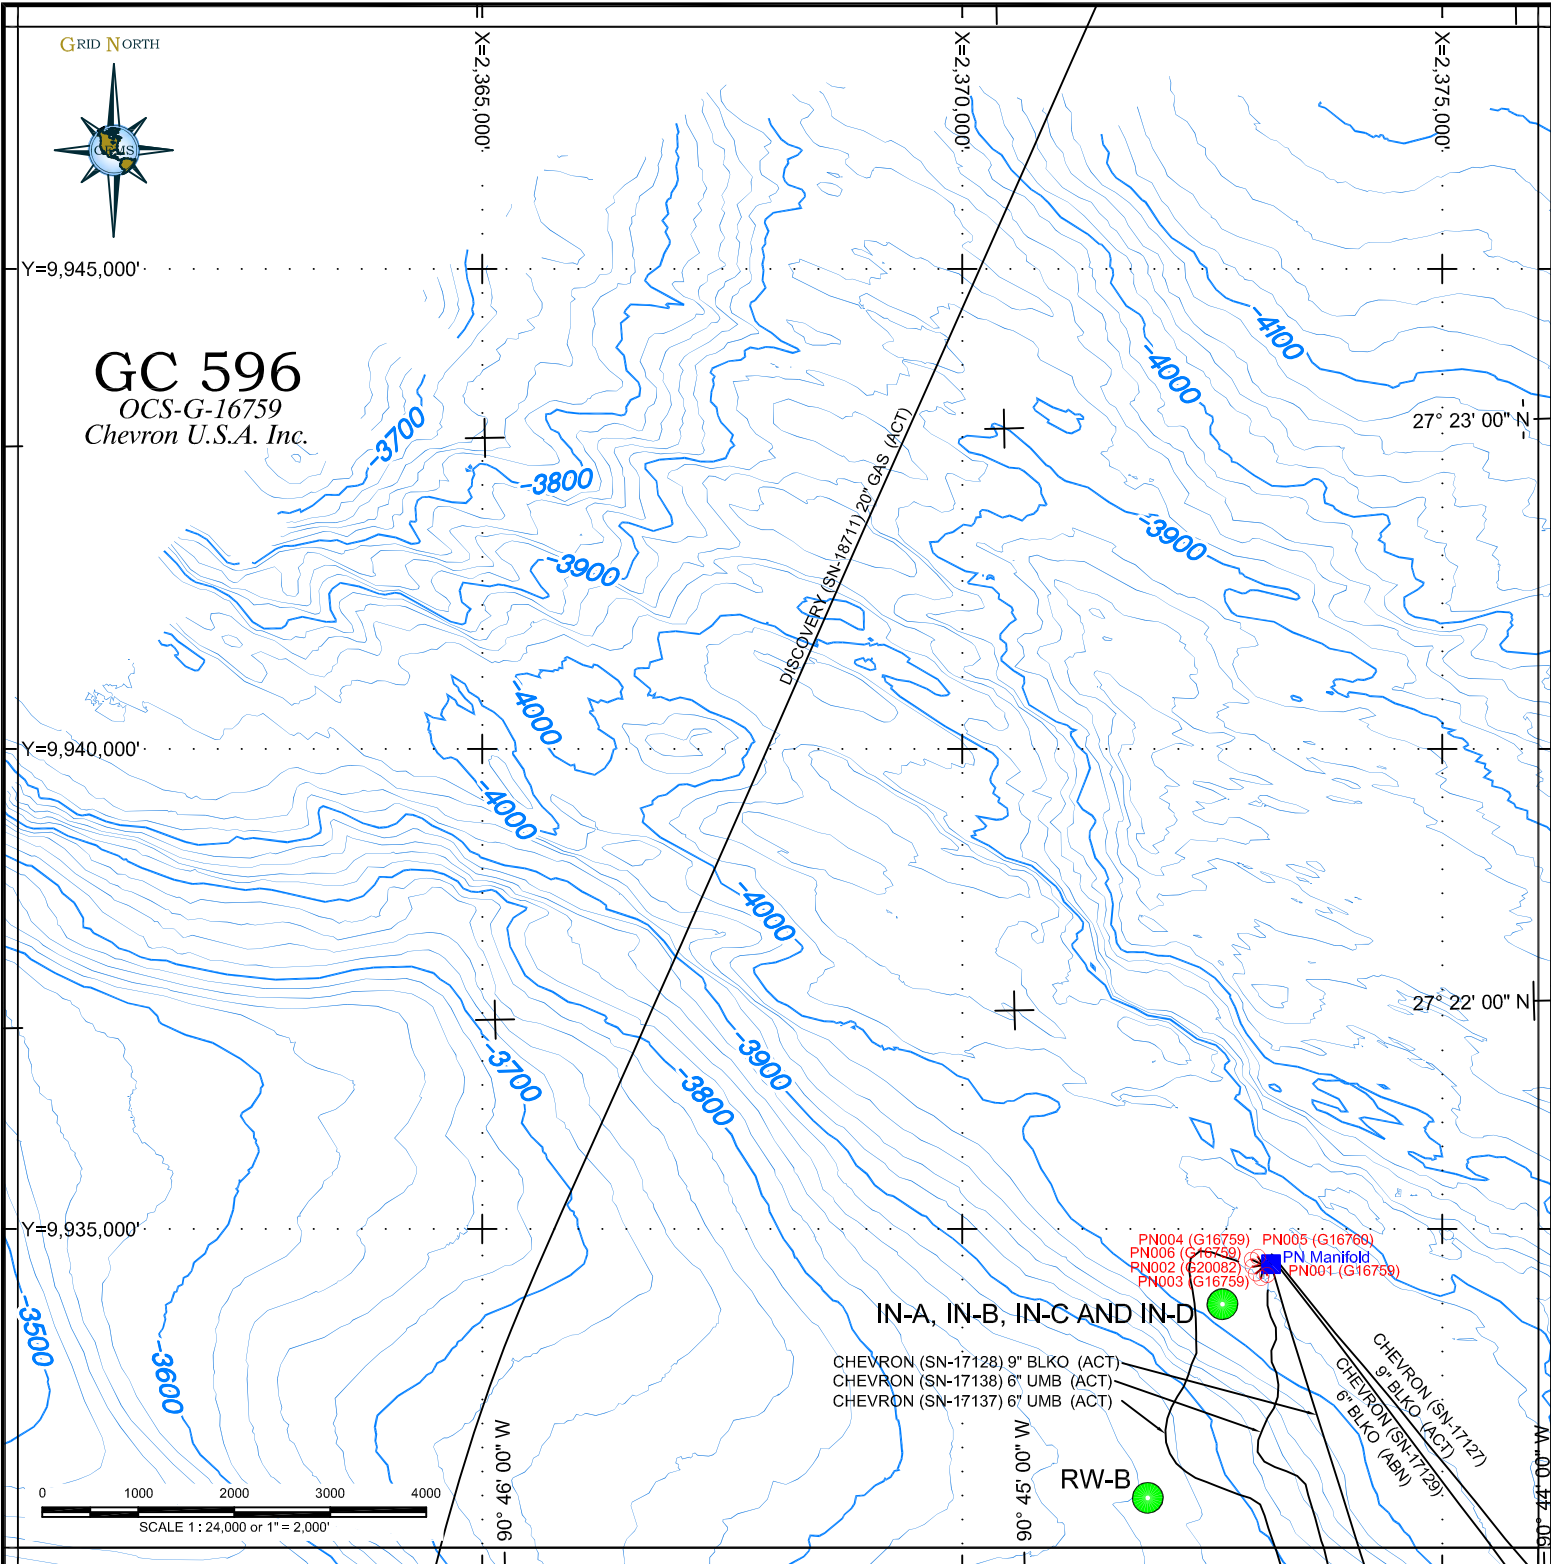 GRID NORTH
GEMS
X=2,365,000'
X=2,370,000'
X=2,375,000'
Y=9,945,000'
GC 596
OCS-G-16759
Chevron U.S.A. Inc.
-4100
-4000
-3700
-3800
-3900
-3900
27° 23' 00" N
DISCOVERY (SN-18711) 20" GAS (ACT)
-4000
Y=9,940,000'
-4000
-4000
27° 22' 00" N
-3900
-3700
-3800
Y=9,935,000'
PN004 (G16759)
PN005 (G16760)
PN006 (G16759)
PN Manifold
PN002 (G20082)
PN001 (G16759)
PN003 (G16759)
IN-A, IN-B, IN-C AND IN-D
-3500
-3600
CHEVRON (SN-17128) 9" BLKO (ACT)
CHEVRON (SN-17138) 6" UMB (ACT)
CHEVRON (SN-17137) 6" UMB (ACT)
CHEVRON (SN-17127)
9" BLKO (ACT)
CHEVRON (SN-17129)
6" BLKO (ABN)
RW-B
90° 46' 00" W
90° 45' 00" W
90° 44' 00" W
0 1000 2000 3000 4000
SCALE 1 : 24,000 or 1" = 2,000'